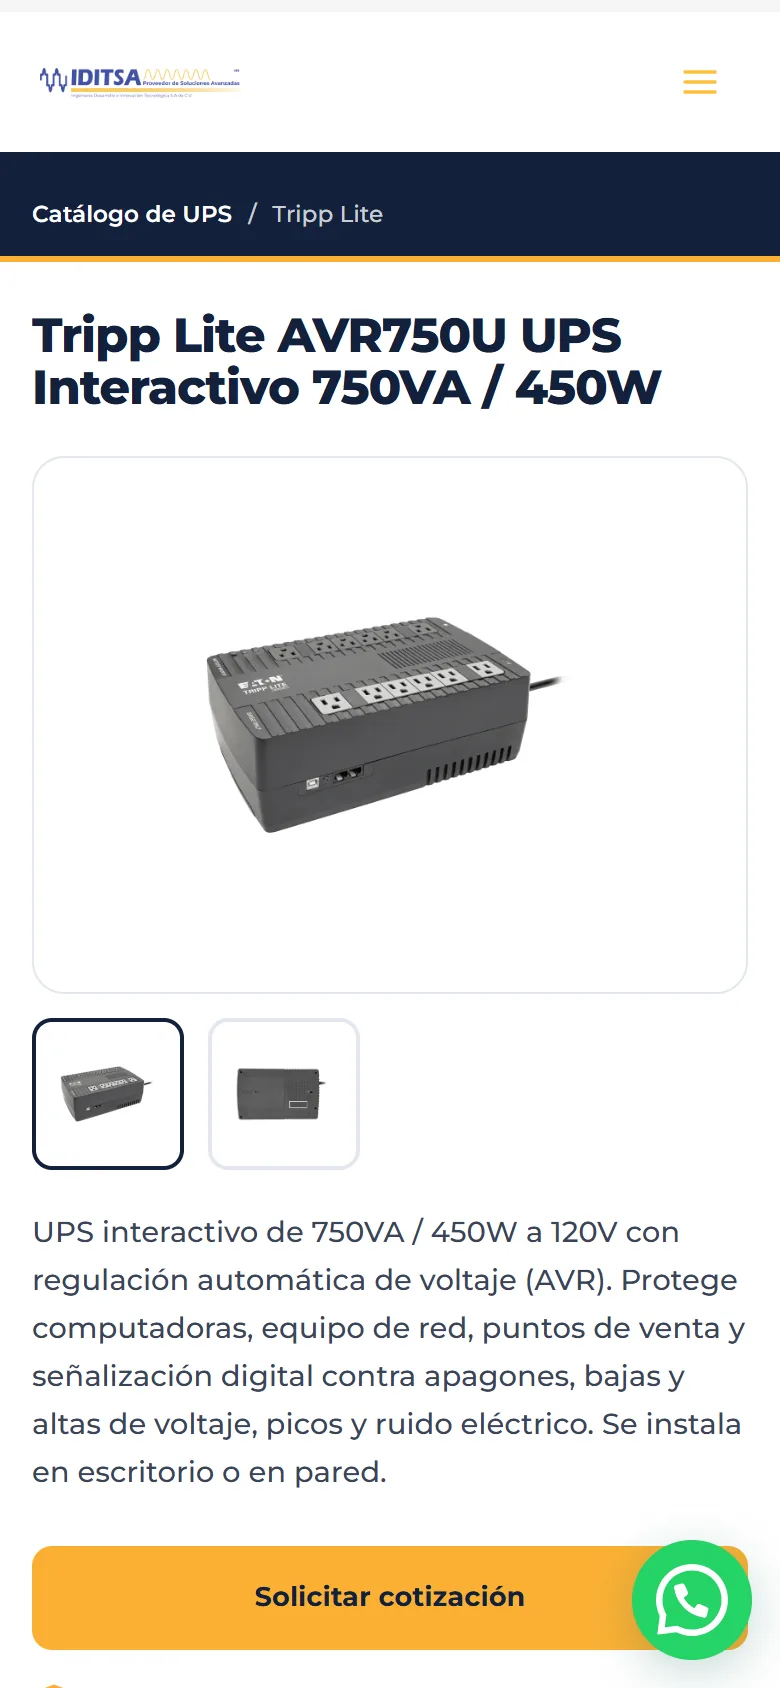 IDITSA
Proveedor de Soluciones Avanzadas
Catálogo de UPS / Tripp Lite
Tripp Lite AVR750U UPS
Interactivo 750VA / 450W
EATON
TRIPP LITE
UPS interactivo de 750VA / 450W a 120V con
regulación automática de voltaje (AVR). Protege
computadoras, equipo de red, puntos de venta y
señalización digital contra apagones, bajas y
altas de voltaje, picos y ruido eléctrico. Se instala
en escritorio o en pared.
Solicitar cotización